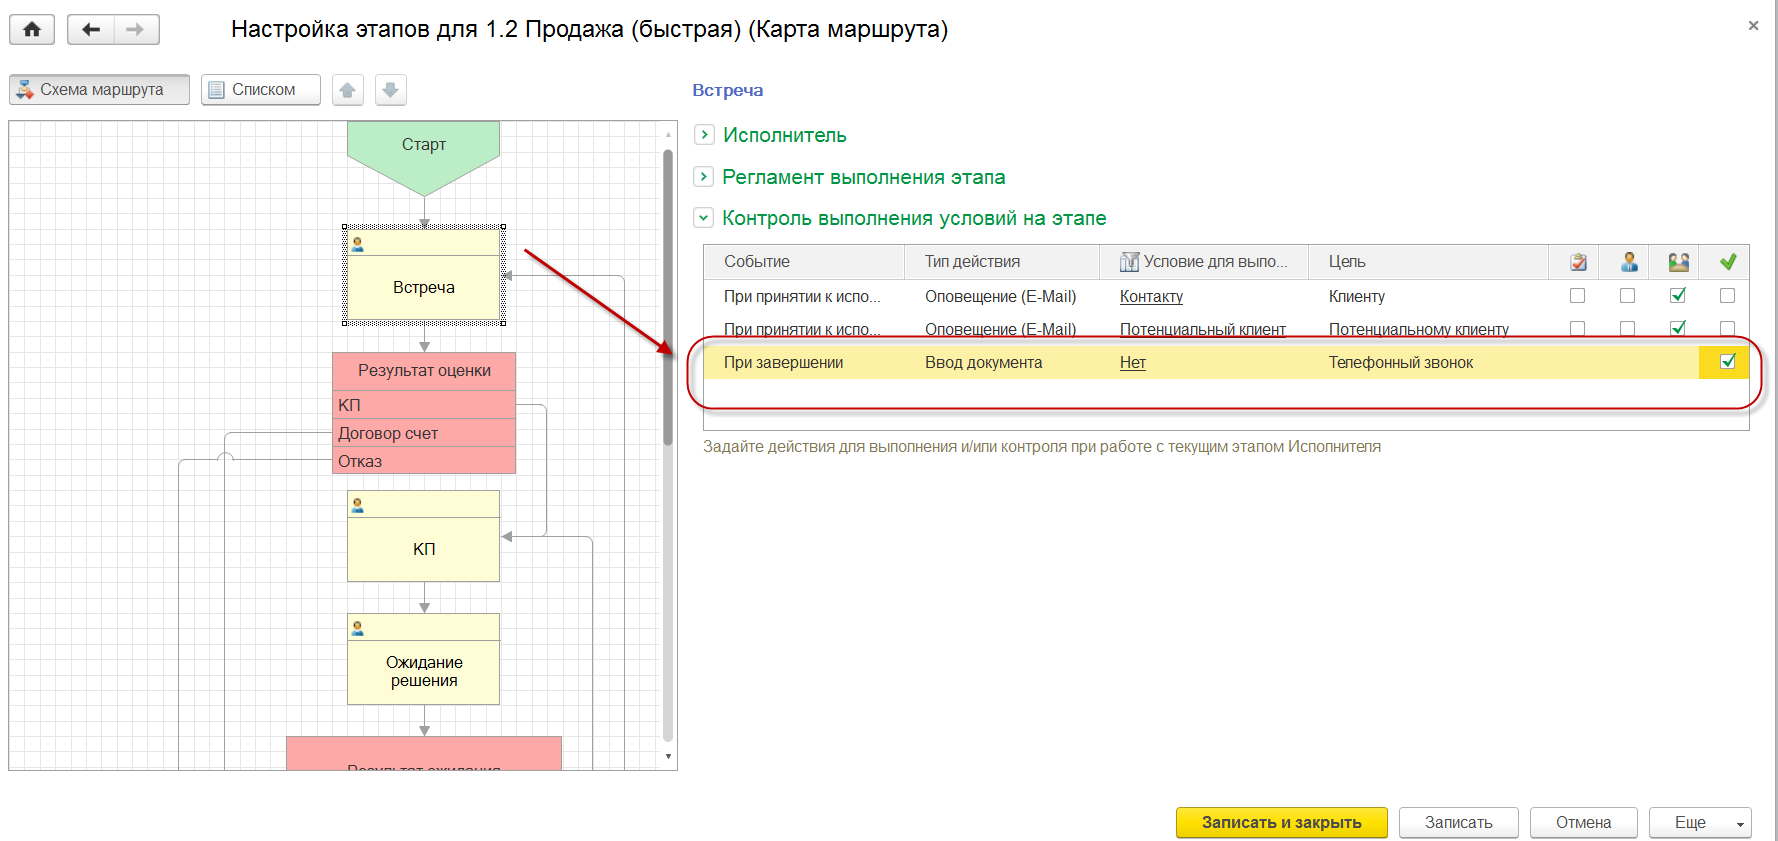 Настройка этапов для 1.2 Продажа (быстрая) (Карта маршрута)
Схема маршрута
Списком
Старт
Встреча
Результат оценки
КП
Договор счет
Отказ
КП
Ожидание
решения
Результат ожидания
Встреча
Исполнитель
Регламент выполнения этапа
Контроль выполнения условий на этапе
Событие Тип действия Условие для выпо... Цель
При принятии к испо... Оповещение (E-Mail) Контакту Клиенту
При принятии к испо... Оповещение (E-Mail) Потенциальный клиент Потенциальному клиенту
При завершении Ввод документа Нет Телефонный звонок
Задайте действия для выполнения и/или контроля при работе с текущим этапом Исполнителя
Записать и закрыть Записать Отмена Еще